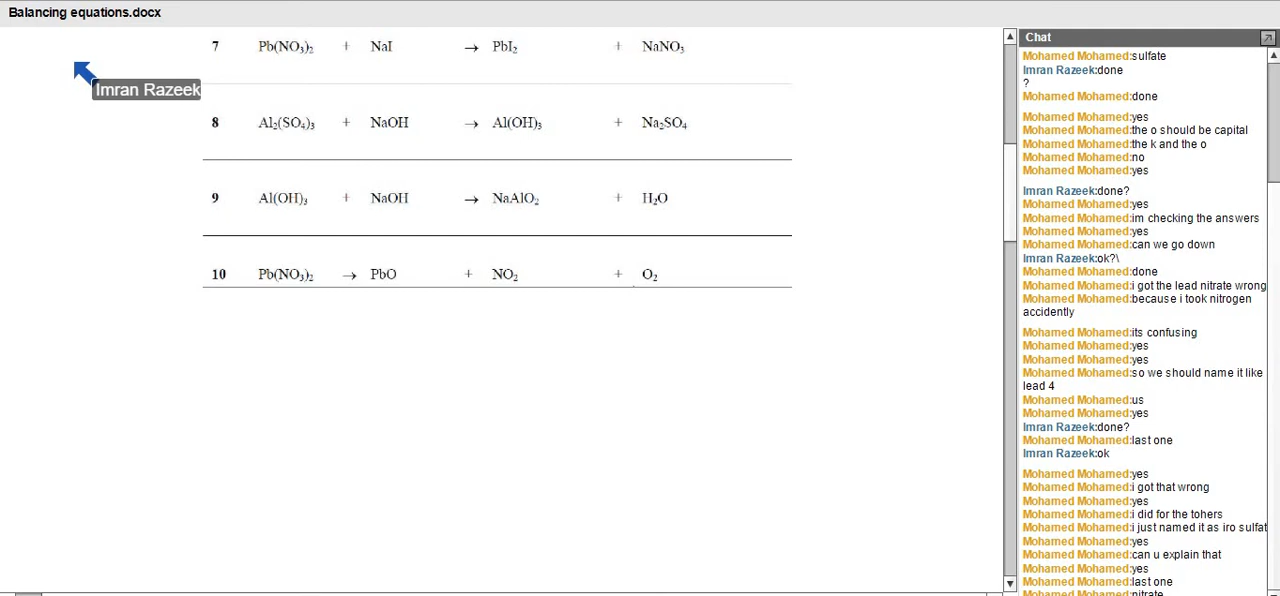 Balancing equations.docx
7 Pb(NO₃)₂ + NaI → PbI₂ + NaNO₃
Imran Razeek
8 Al₂(SO₄)₃ + NaOH → Al(OH)₃ + Na₂SO₄
9 Al(OH)₃ + NaOH → NaAlO₂ + H₂O
10 Pb(NO₃)₂ → PbO + NO₂ + O₂
Chat
Mohamed Mohamed:sulfate
Imran Razeek:done
?
Mohamed Mohamed:done
Mohamed Mohamed:yes
Mohamed Mohamed:the o should be capital
Mohamed Mohamed:the k and the o
Mohamed Mohamed:no
Mohamed Mohamed:yes
Imran Razeek:done?
Mohamed Mohamed:yes
Mohamed Mohamed:im checking the answers
Mohamed Mohamed:yes
Mohamed Mohamed:can we go down
Imran Razeek:ok?\
Mohamed Mohamed:done
Mohamed Mohamed:i got the lead nitrate wrong
Mohamed Mohamed:because i took nitrogen
accidently
Mohamed Mohamed:its confusing
Mohamed Mohamed:yes
Mohamed Mohamed:yes
Mohamed Mohamed:so we should name it like
lead 4
Mohamed Mohamed:us
Mohamed Mohamed:yes
Imran Razeek:done?
Mohamed Mohamed:last one
Imran Razeek:ok
Mohamed Mohamed:yes
Mohamed Mohamed:i got that wrong
Mohamed Mohamed:yes
Mohamed Mohamed:i did for the tohers
Mohamed Mohamed:i just named it as iro sulfat
Mohamed Mohamed:yes
Mohamed Mohamed:can u explain that
Mohamed Mohamed:yes
Mohamed Mohamed:last one
Mohamed Mohamed:nitrate